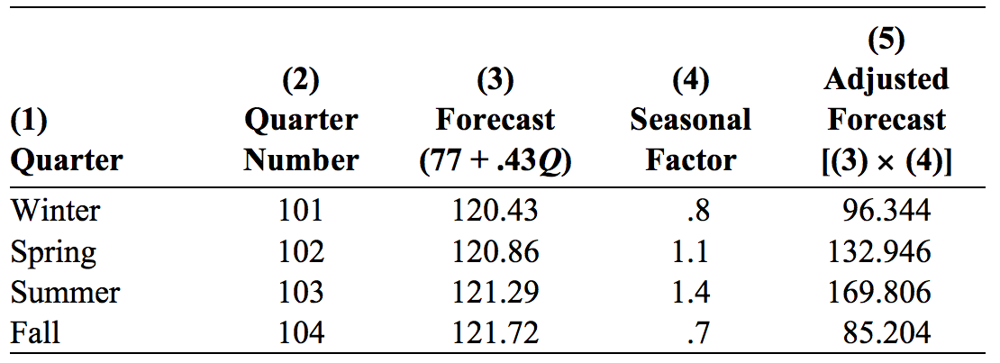 (5)
(2) (3) (4) Adjusted
(1) Quarter Forecast Seasonal Forecast
Quarter Number (77 + .43Q) Factor [(3) × (4)]
Winter 101 120.43 .8 96.344
Spring 102 120.86 1.1 132.946
Summer 103 121.29 1.4 169.806
Fall 104 121.72 .7 85.204